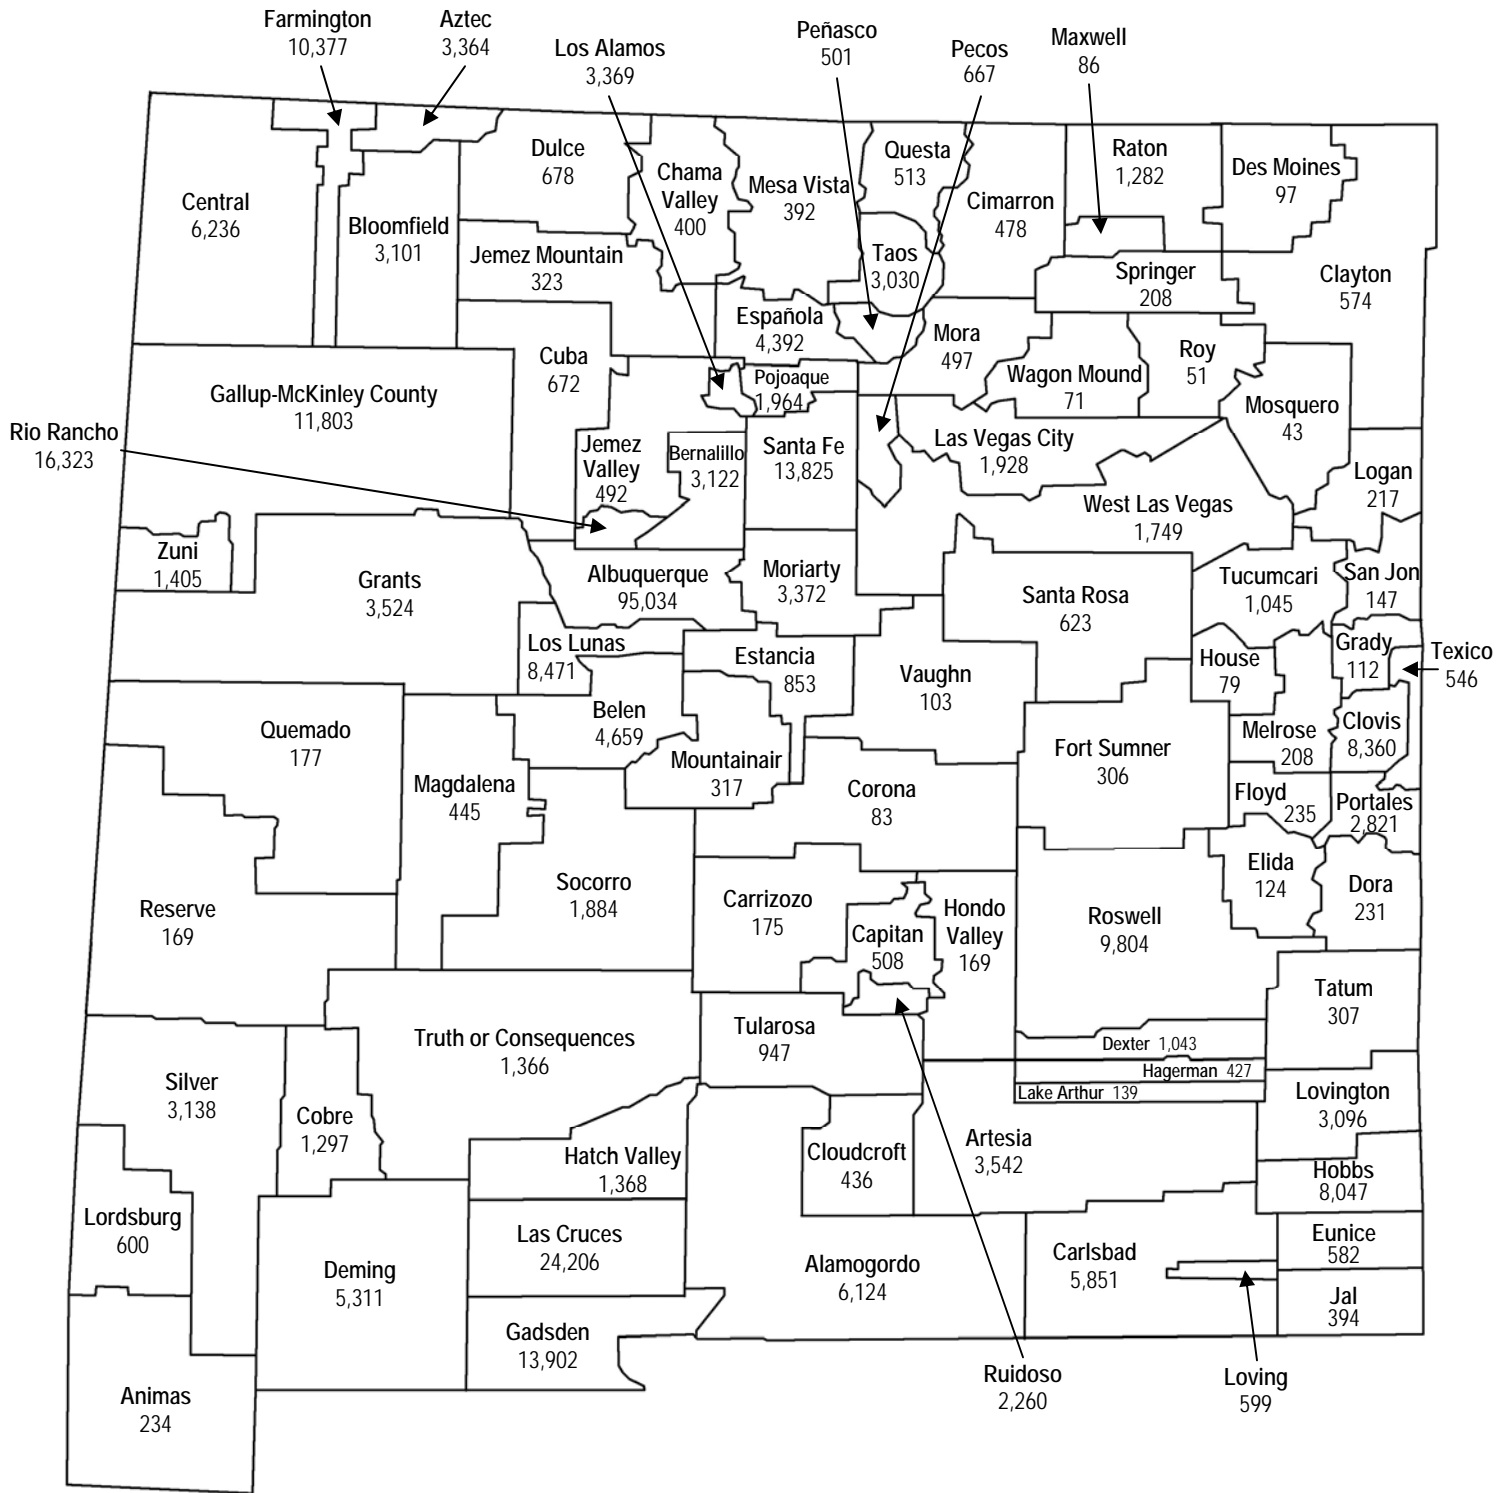 Farmington
10,377
Aztec
3,364
Los Alamos
3,369
Peñasco
501
Pecos
667
Maxwell
86
Central
6,236
Bloomfield
3,101
Dulce
678
Chama
Valley
400
Mesa Vista
392
Questa
513
Cimarron
478
Raton
1,282
Des Moines
97
Jemez Mountain
323
Taos
3,030
Springer
208
Clayton
574
Española
4,392
Mora
497
Cuba
672
Pojoaque
1,964
Wagon Mound
71
Roy
51
Mosquero
43
Gallup-McKinley County
11,803
Rio Rancho
16,323
Jemez
Valley
492
Bernalillo
3,122
Santa Fe
13,825
Las Vegas City
1,928
Logan
217
West Las Vegas
1,749
Zuni
1,405
Grants
3,524
Albuquerque
95,034
Moriarty
3,372
Santa Rosa
623
Tucumcari
1,045
San Jon
147
Los Lunas
8,471
Estancia
853
Vaughn
103
House
79
Grady
112
Texico
546
Quemado
177
Belen
4,659
Mountainair
317
Fort Sumner
306
Melrose
208
Clovis
8,360
Magdalena
445
Corona
83
Floyd
235
Portales
2,821
Reserve
169
Socorro
1,884
Carrizozo
175
Capitan
508
Hondo
Valley
169
Roswell
9,804
Elida
124
Dora
231
Tatum
307
Truth or Consequences
1,366
Tularosa
947
Dexter 1,043
Hagerman 427
Lake Arthur 139
Silver
3,138
Cobre
1,297
Lovington
3,096
Hatch Valley
1,368
Cloudcroft
436
Artesia
3,542
Hobbs
8,047
Lordsburg
600
Las Cruces
24,206
Deming
5,311
Alamogordo
6,124
Carlsbad
5,851
Eunice
582
Jal
394
Gadsden
13,902
Animas
234
Ruidoso
2,260
Loving
599